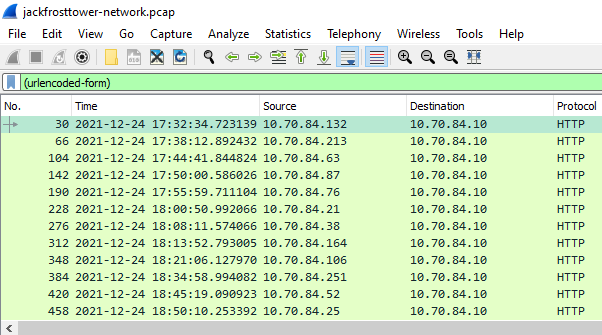 jackfrosttower-network.pcap
File Edit View Go Capture Analyze Statistics Telephony Wireless Tools Help
(urlencoded-form)
No. Time Source Destination Protocol
30 2021-12-24 17:32:34.723139 10.70.84.132 10.70.84.10 HTTP
66 2021-12-24 17:38:12.892432 10.70.84.213 10.70.84.10 HTTP
104 2021-12-24 17:44:41.844824 10.70.84.63 10.70.84.10 HTTP
142 2021-12-24 17:50:00.586026 10.70.84.87 10.70.84.10 HTTP
190 2021-12-24 17:55:59.711104 10.70.84.76 10.70.84.10 HTTP
228 2021-12-24 18:00:50.992066 10.70.84.21 10.70.84.10 HTTP
276 2021-12-24 18:08:11.574066 10.70.84.38 10.70.84.10 HTTP
312 2021-12-24 18:13:52.793005 10.70.84.164 10.70.84.10 HTTP
348 2021-12-24 18:21:06.127970 10.70.84.106 10.70.84.10 HTTP
384 2021-12-24 18:34:58.994082 10.70.84.251 10.70.84.10 HTTP
420 2021-12-24 18:45:19.090923 10.70.84.52 10.70.84.10 HTTP
458 2021-12-24 18:50:10.253392 10.70.84.25 10.70.84.10 HTTP